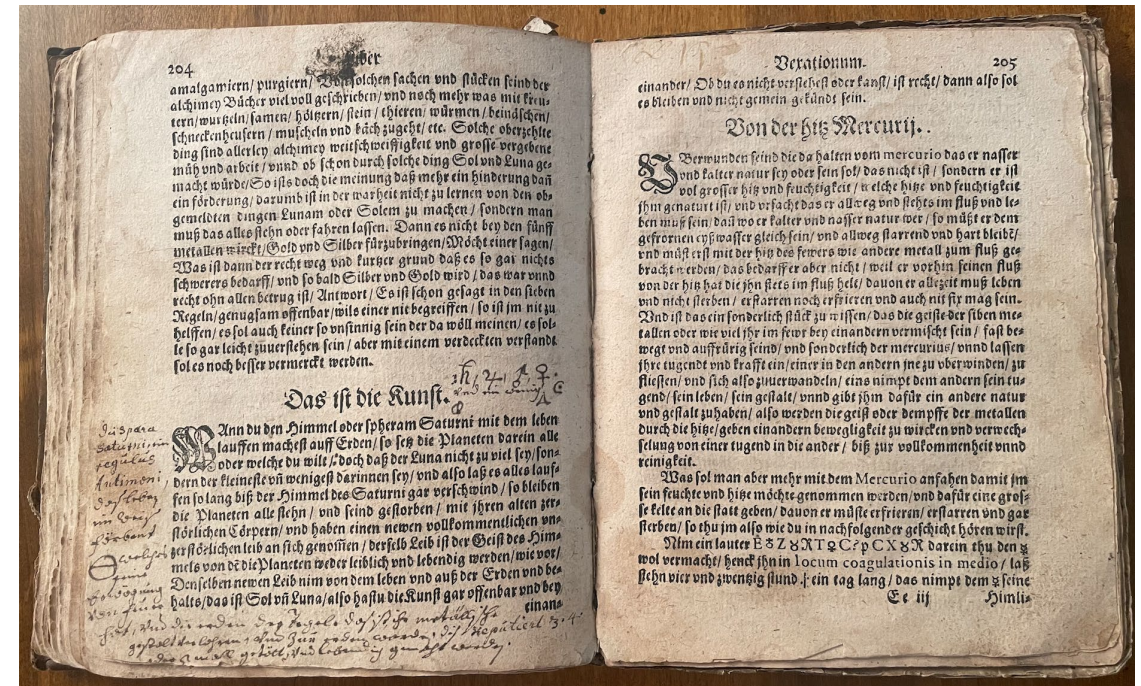 204
ber
amalgamiern/ purgiern/ Von solchen sachen vnd stücken seind der
alchimey Bücher viel voll geschrieben/ vnd noch mehr was mit kreu-
tern/ wurtzeln/ samen/ höltzern/ stein/ thieren/ würmen/ beinäschen/
schneckenheusern/ muscheln vnd bäch zugeht/ etc. Solche oberzehlte
ding sind allerley alchimey weitschweiffigkeit vnd grosse vergebene
müh vnd arbeit/ vnnd ob schon durch solche ding Sol vnd Luna ge-
macht würde/ So ists doch die meinung daß mehr ein hinderung dañ
ein förderung/ darumb ist in der warheit nicht zu lernen von den ob-
gemeldten dingen Lunam oder Solem zu machen/ sondern man
muß das alles stehn oder fahren lassen. Dann es nicht bey den fünff
metallen wirckt/ Gold vnd Silber fürzubringen/ Möcht einer sagen/
Was ist dann der recht weg vnd kurtzer grund daß es so gar nichts
schwerers bedarff/ vnd so bald Silber vnd Gold wird/ das war vnnd
recht ohn allen betrug ist/ Antwort/ Es ist schon gesagt in den sieben
Regeln/ genugsam offenbar/ wils einer nit begreiffen/ so ist jm nit zu
helffen/ es sol auch keiner so vnsinnig sein der da wöll meinen/ es sol-
le so gar leicht zuuerstehen sein/ aber mit einem verdeckten verstandt
sol es noch besser vermerckt werden.
Das ist die Kunst.
WAnn du den Himmel oder spheram Saturni mit dem leben
lauffen machest auff Erden/ so setz die Planeten darein alle
oder welche du wilt/ doch daß der Luna nicht zu viel sey/ son-
dern der kleineste vñ wenigest darinnen sey/ vnd also laß es alles lauf-
fen so lang biß der Himmel des Saturni gar verschwind/ so bleiben
die Planeten alle stehn/ vnd seind gestorben/ mit jhren alten zer-
störlichen Cörpern/ vnd haben einen newen vollkommentlichen vn-
zerstörlichen leib an sich genoṁen/ derselb Leib ist der Geist des Him-
mels von dē die Planeten weder leiblich vnd lebendig werden/ wie vor/
Denselben newen Leib nim von dem leben vnd auß der Erden vnd be-
halts/ das ist Sol vñ Luna/ also hastu die Kunst gar offenbar vnd bey
einan-
Saturni, ein
regulus
Antimoni
Vexationum.
205
einander/ Ob du es nicht verstehest oder kanst/ ist recht/ dann also sol
es bleiben vnd nicht gemein gekündt sein.
Von der hitz Mercurij.
VBerwunden seind die da halten vom mercurio das er nasser
vnd kalter natur sey oder sein sol/ das nicht ist/ sondern er ist
vol grosser hitz vnd feuchtigkeit/ welche hitze vnd feuchtigkeit
jhm genaturt ist/ vnd vrsacht das er allweg vnd stehts im fluß vnd le-
ben muß sein/ dañ wo er kalter vnd nasser natur wer/ so müßt er dem
gefrornen eyßwasser gleich sein/ vnd allweg starrend vnd hart bleibē/
vnd müst erst mit der hitz des fewers wie andere metall zum fluß ge-
bracht werden/ das bedarff er aber nicht/ weil er vorhin seinen fluß
von der hitz hat die jhn stets im fluß helt/ dauon er allezeit muß leben
vnd nicht sterben/ erstarren noch erfrieren vnd auch nit fix mag sein.
Vnd ist das ein sonderlich stück zu wissen/ das die geister der siben me-
tallen oder wie viel jhr im fewr bey einandern vermischt sein/ fast be-
wegt vnd auffrürig seind/ vnd sonderlich der mercurius/ vnnd lassen
jhre tugendt vnd krafft ein/ einer in den andern jnezu vberwinden/ zu
fliesten/ vnd sich also zuuerwandeln/ eins nimpt dem andern sein tu-
gend/ sein leben/ sein gestalt/ vnnd gibt jhm dafür ein andere natur
vnd gestalt zuhaben/ also werden die geist oder dempffe der metallen
durch die hitze/ geben einandern bewegligkeit zu wircken vnd verwech-
selung von einer tugend in die ander/ biß zur vollkommenheit vnnd
reinigkeit.
Was sol man aber mehr mit dem Mercurio anfahen damit jm
sein feuchte vnd hitze möchte genommen werden/ vnd dafür eine gros-
se kelte an die statt geben/ dauon er müste erfrieren/ erstarren vnd gar
sterben/ so thu jm also wie du in nachfolgender geschicht hören wirst.
Nim ein lauter darein thu den ☿
wol vermacht/ henck jhn in locum coagulationis in medio/ laß
stehn vier vnd zwentzig stund ein tag lang/ das nimpt dem ☿ seine
Ee iij
Himli-